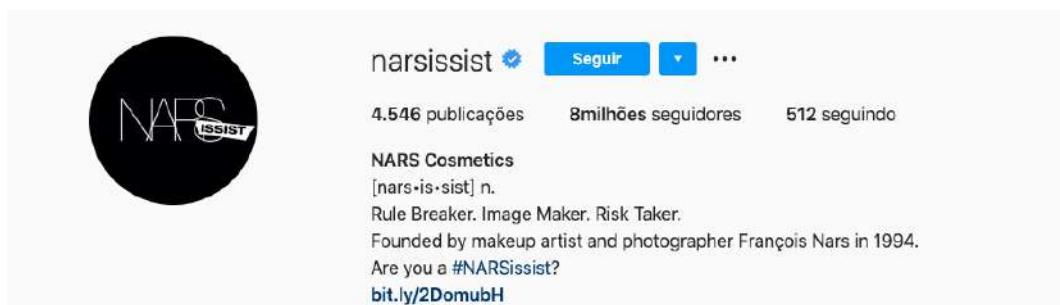 NARS
ISSIST
narsissist
Seguir
4.546 publicações 8milhões seguidores 512 seguindo
NARS Cosmetics
[nars•is•sist] n.
Rule Breaker. Image Maker. Risk Taker.
Founded by makeup artist and photographer François Nars in 1994.
Are you a #NARSissist?
bit.ly/2DomubH